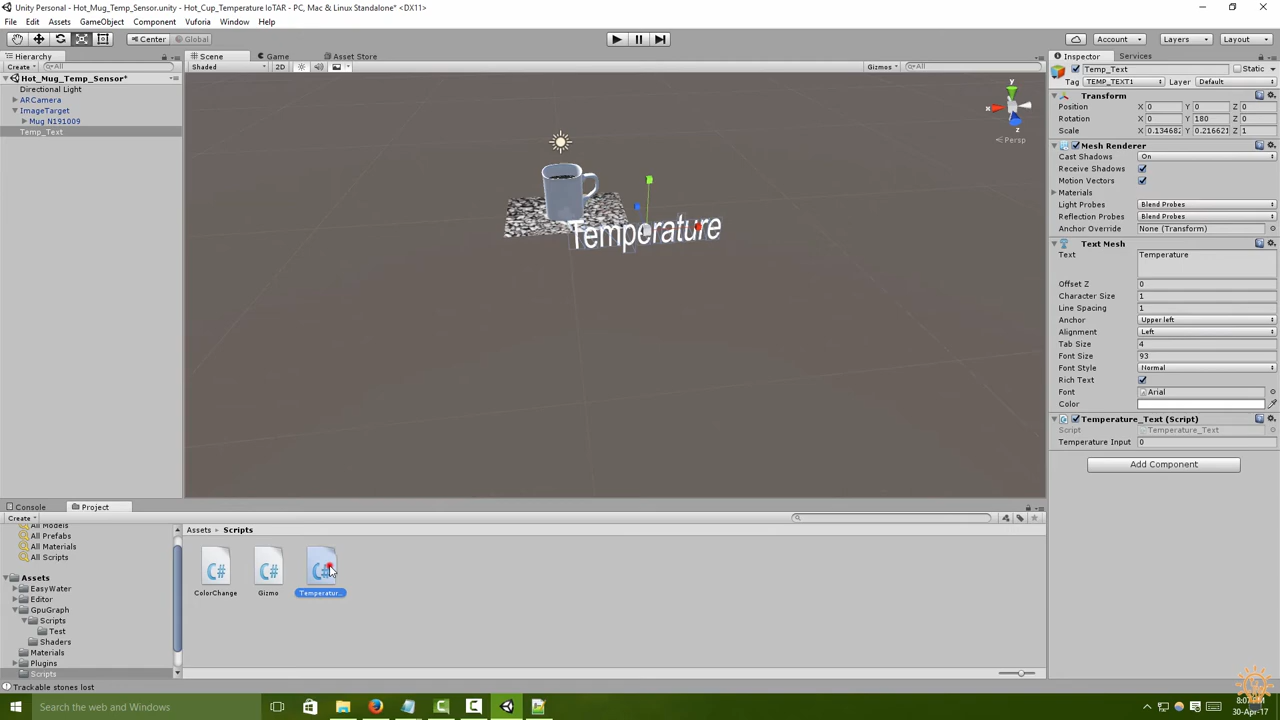 Unity Personal - Hot_Mug_Temp_Sensor.unity - Hot_Cup_Temperature IoTAR - PC, Mac & Linux Standalone* <DX11>
File Edit Assets GameObject Component Vuforia Window Help
Center Global Account Layers Layout
Hierarchy Scene Game Asset Store Inspector Services
Create All Shaded 2D Gizmos All Temp_Text Static
Hot_Mug_Temp_Sensor* Tag TEMP_TEXT1 Layer Default
Directional Light y Transform
ARCamera x Position X 0 Y 0 Z 0
ImageTarget z Rotation X 0 Y 180 Z 0
Mug N191009 Persp Scale X 0.13468 Y 0.216621 Z 1
Temp_Text Mesh Renderer
Cast Shadows On
Receive Shadows
Motion Vectors
Materials
Light Probes Blend Probes
Reflection Probes Blend Probes
Temperature Anchor Override None (Transform)
Text Mesh
Text Temperature
Offset Z 0
Character Size 1
Line Spacing 1
Anchor Upper left
Alignment Left
Tab Size 4
Font Size 93
Font Style Normal
Rich Text
Font Arial
Color
Temperature_Text (Script)
Script Temperature_Text
Temperature Input 0
Add Component
Console Project
Create
All Models Assets Scripts
All Prefabs
All Materials
All Scripts
Assets
EasyWater ColorChange Gizmo Temperatur...
Editor
GpuGraph
Scripts
Test
Shaders
Materials
Plugins
Scripts
Trackable stones lost
Search the web and Windows
30-Apr-17